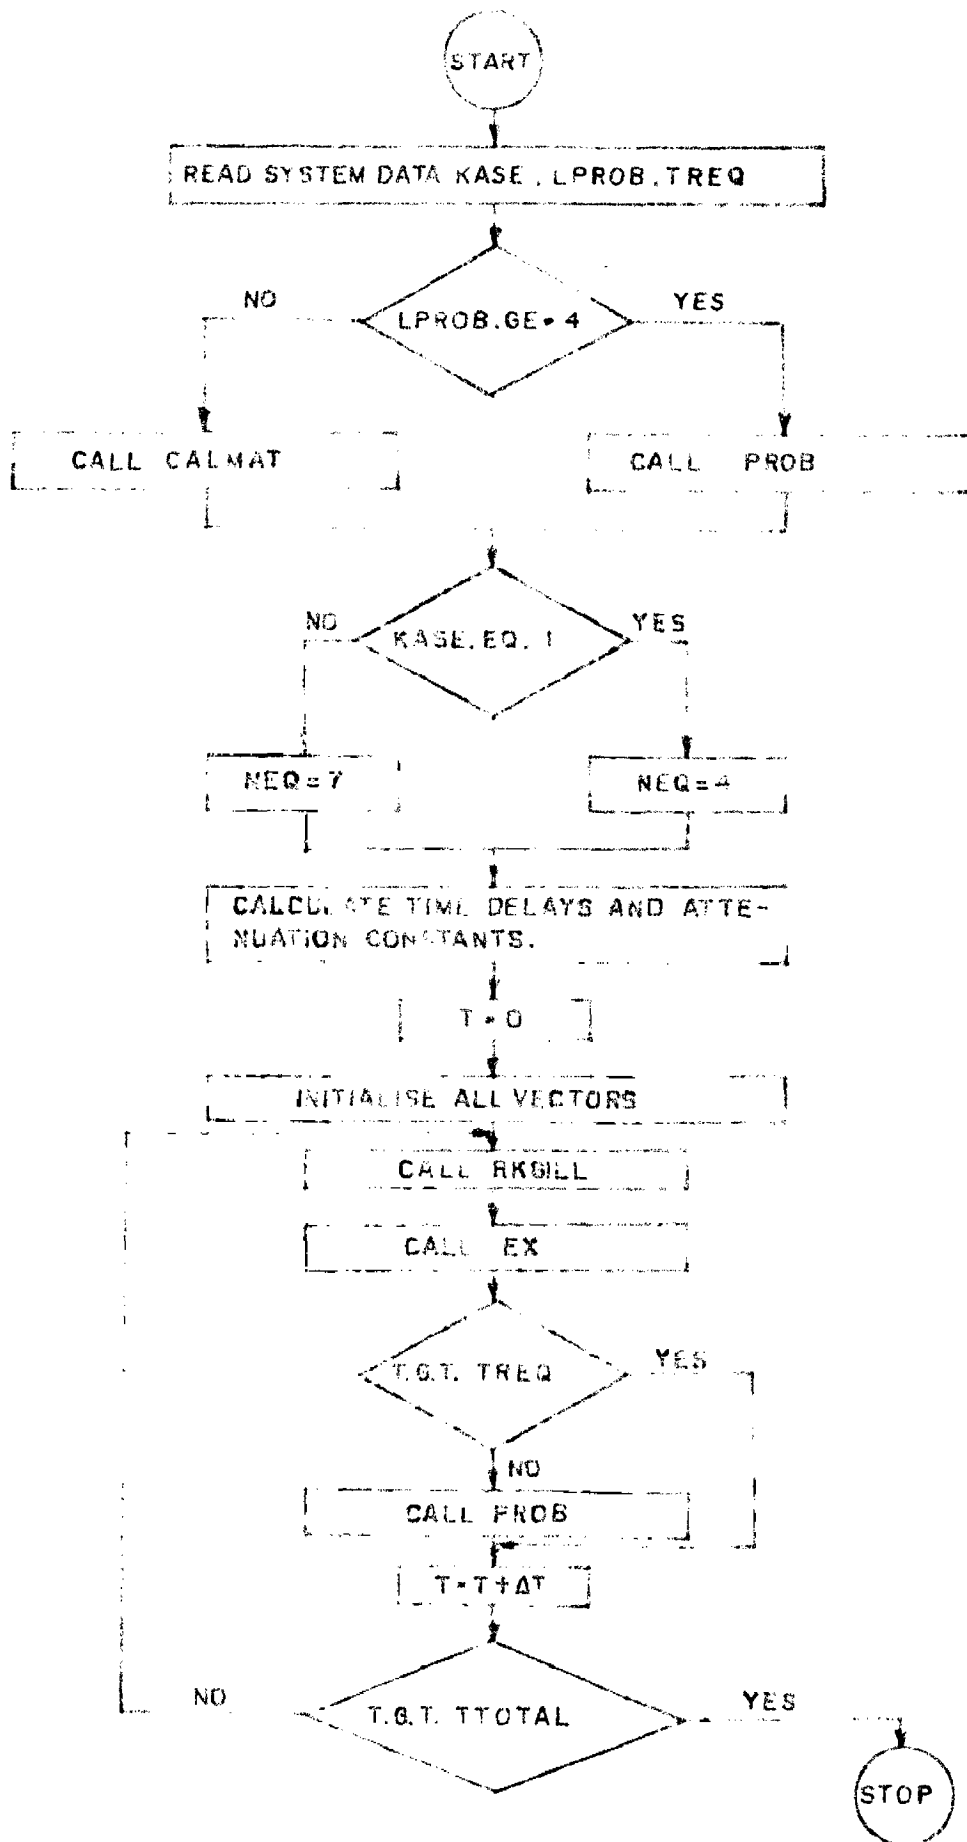 START
READ SYSTEM DATA KASE, LPROB, TREQ
LPROB.GE.4
NO
YES
CALL CALMAT
CALL PROB
KASE.EQ.1
NO
YES
NEQ=7
NEQ=4
CALCULATE TIME DELAYS AND ATTE-
NUATION CONSTANTS.
T=0
INITIALISE ALL VECTORS
CALL RKGILL
CALL EX
T.G.T. TREQ
YES
NO
CALL PROB
T=T+ΔT
T.G.T. TTOTAL
NO
YES
STOP